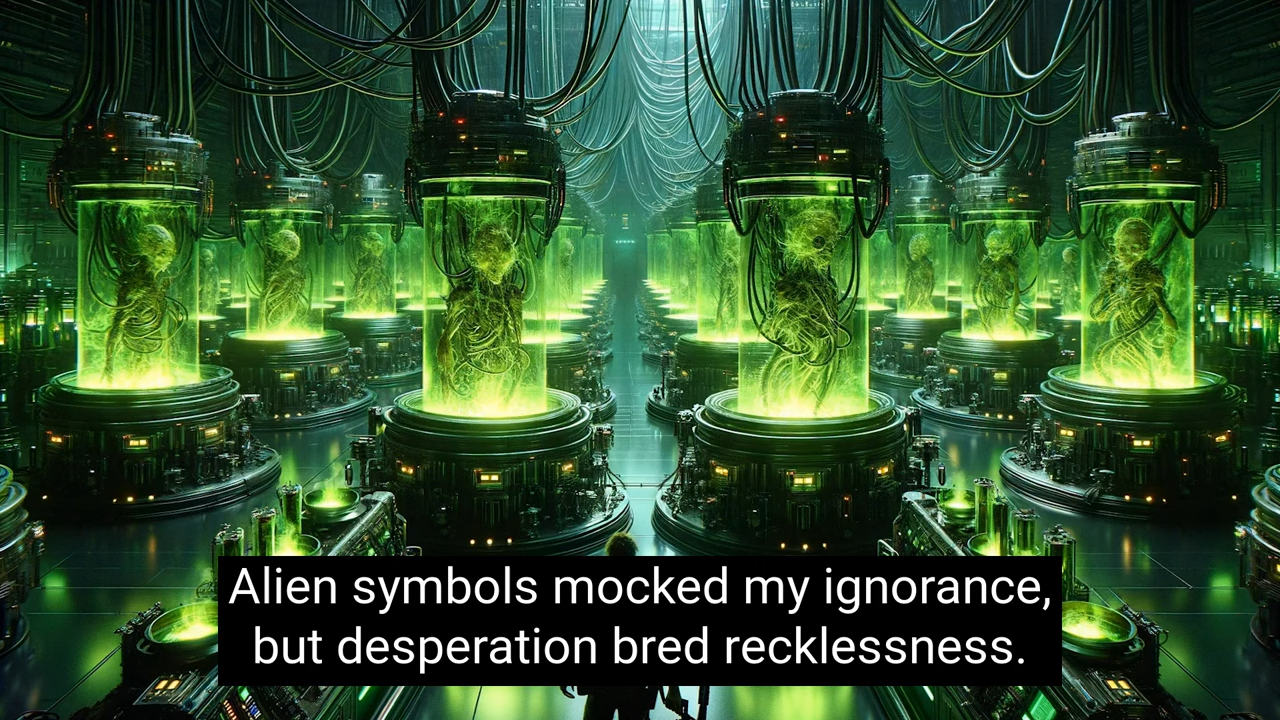 Alien symbols mocked my ignorance,
but desperation bred recklessness.